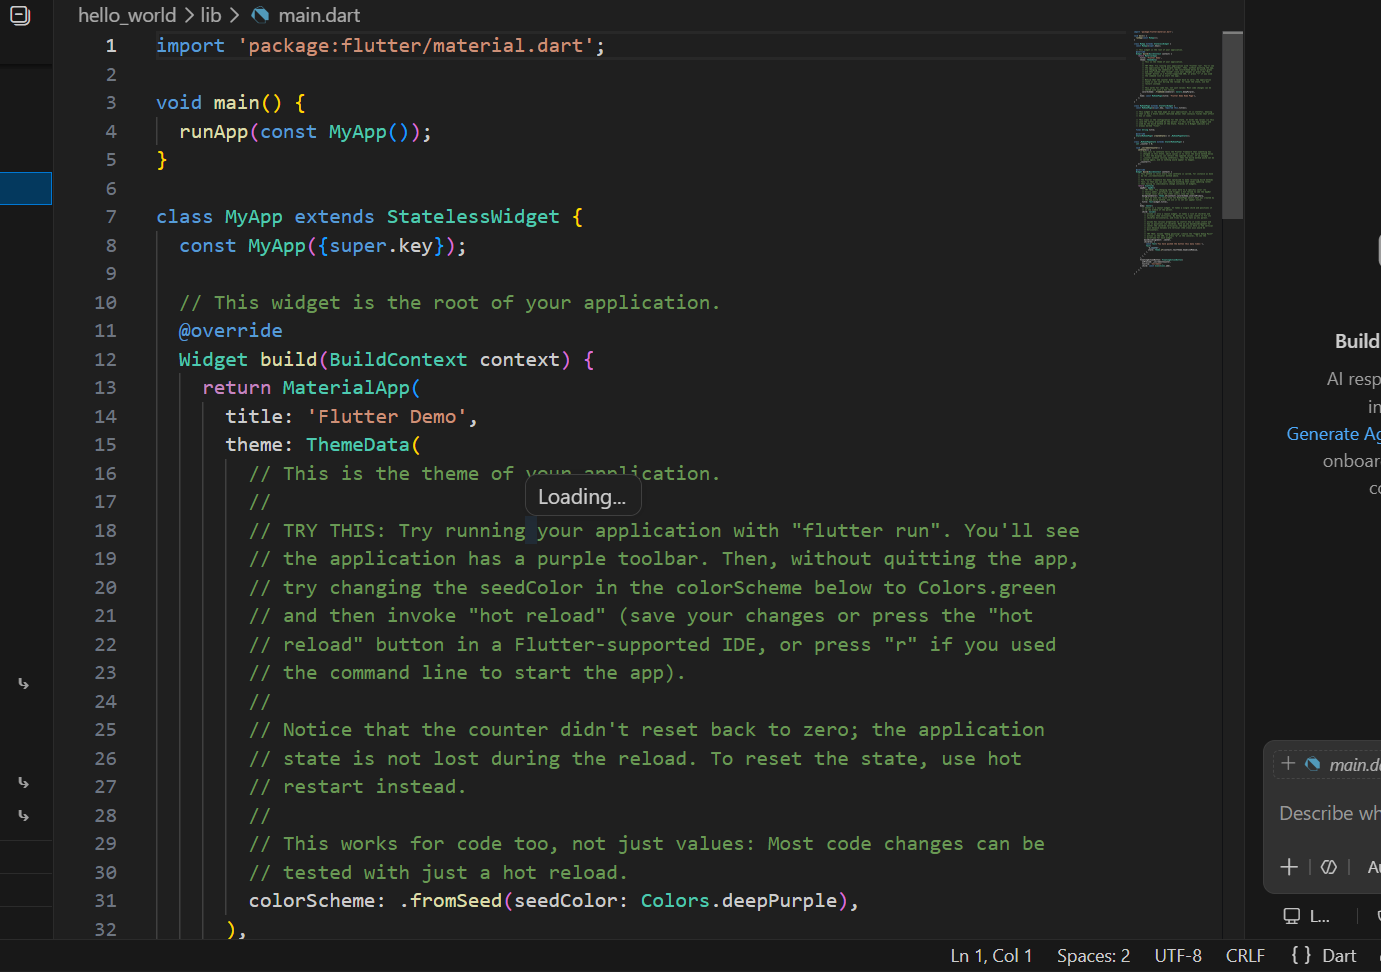 hello_world > lib > main.dart
1 import 'package:flutter/material.dart';
2
3 void main() {
4 runApp(const MyApp());
5 }
6
7 class MyApp extends StatelessWidget {
8 const MyApp({super.key});
9
10 // This widget is the root of your application.
11 @override
12 Widget build(BuildContext context) {
13 return MaterialApp(
14 title: 'Flutter Demo',
15 theme: ThemeData(
16 // This is the theme of your application.
Loading...
17 //
18 // TRY THIS: Try running your application with "flutter run". You'll see
19 // the application has a purple toolbar. Then, without quitting the app,
20 // try changing the seedColor in the colorScheme below to Colors.green
21 // and then invoke "hot reload" (save your changes or press the "hot
22 // reload" button in a Flutter-supported IDE, or press "r" if you used
23 // the command line to start the app).
24 //
25 // Notice that the counter didn't reset back to zero; the application
26 // state is not lost during the reload. To reset the state, use hot
27 // restart instead.
28 //
29 // This works for code too, not just values: Most code changes can be
30 // tested with just a hot reload.
31 colorScheme: .fromSeed(seedColor: Colors.deepPurple),
32 ),
Build
AI resp
in
Generate Ag
onboar
co
main.da
Describe wh
Au
L...
Ln 1, Col 1 Spaces: 2 UTF-8 CRLF {} Dart